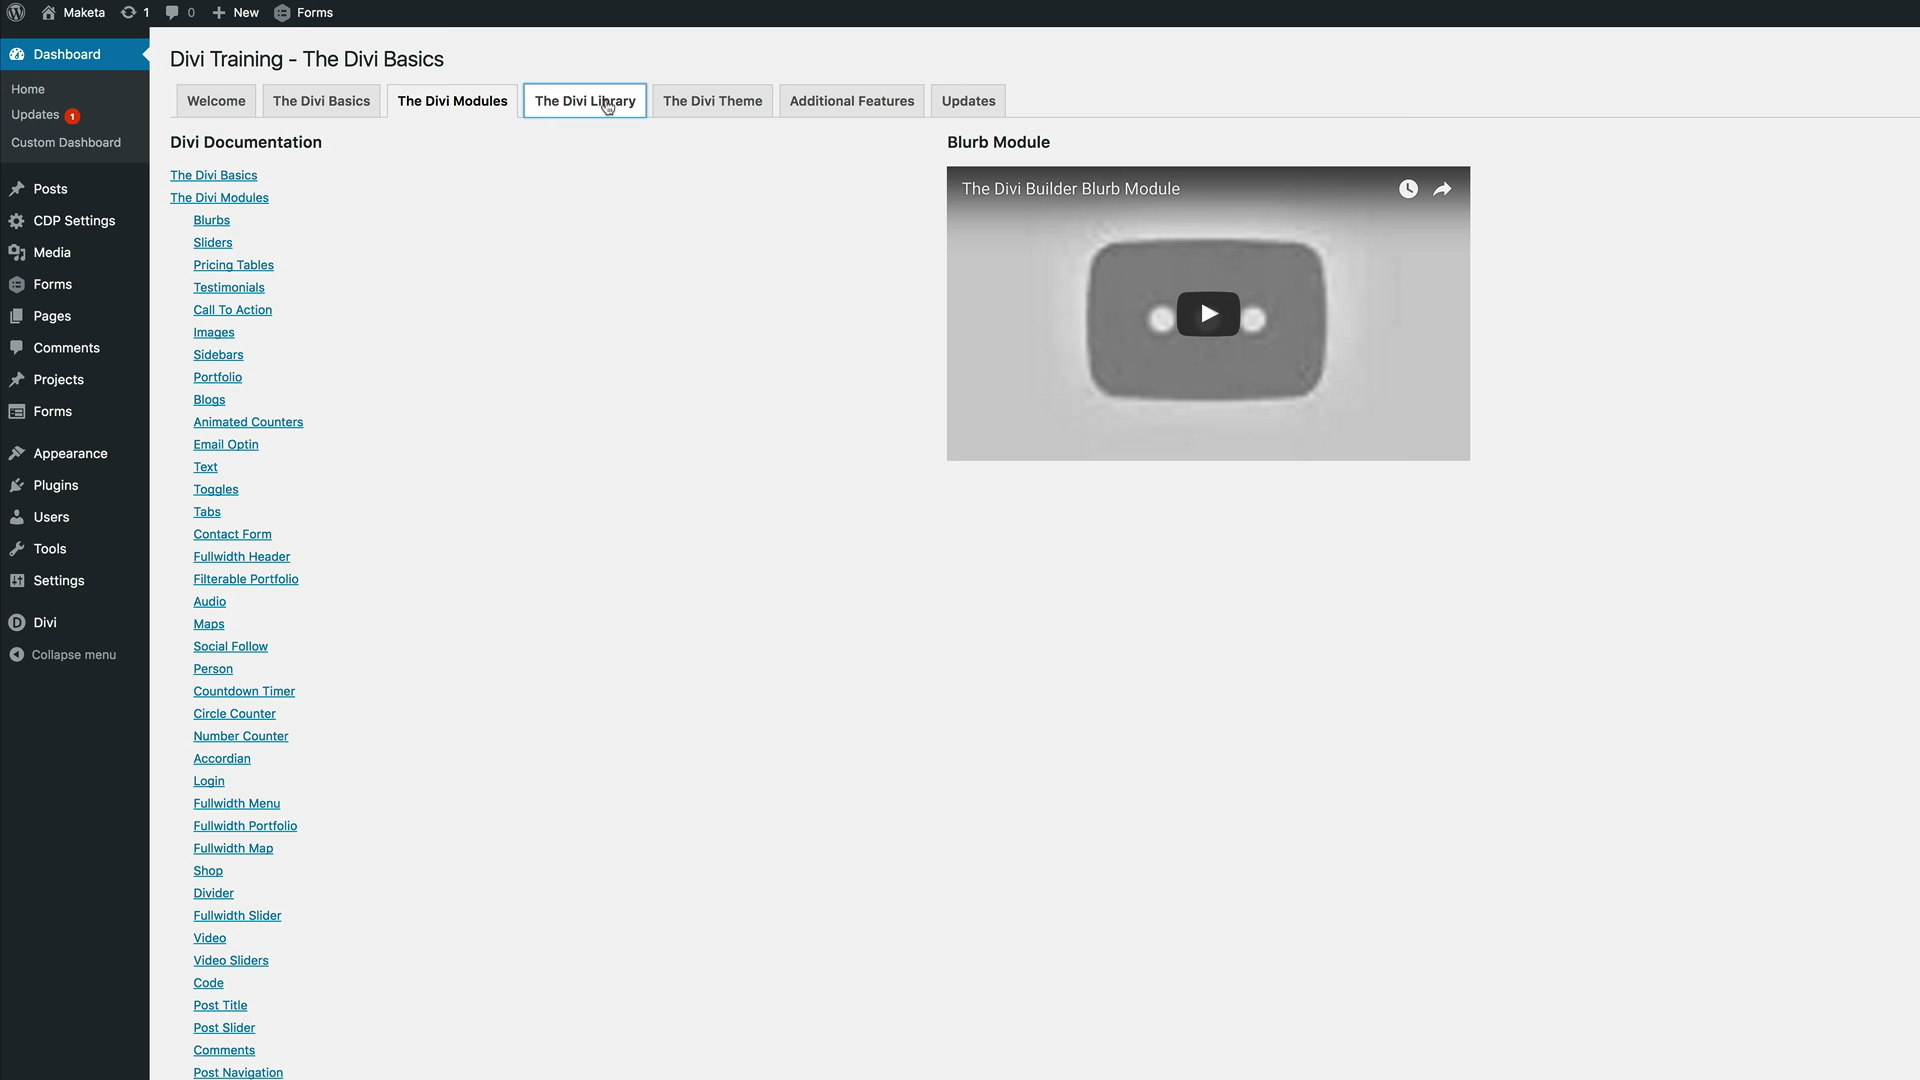 Maketa 1 0 New Forms
Dashboard
Home
Updates 1
Custom Dashboard
Posts
CDP Settings
Media
Forms
Pages
Comments
Projects
Forms
Appearance
Plugins
Users
Tools
Settings
Divi
Collapse menu
Divi Training - The Divi Basics
Welcome The Divi Basics The Divi Modules The Divi Library The Divi Theme Additional Features Updates
Divi Documentation
The Divi Basics
The Divi Modules
Blurbs
Sliders
Pricing Tables
Testimonials
Call To Action
Images
Sidebars
Portfolio
Blogs
Animated Counters
Email Optin
Text
Toggles
Tabs
Contact Form
Fullwidth Header
Filterable Portfolio
Audio
Maps
Social Follow
Person
Countdown Timer
Circle Counter
Number Counter
Accordian
Login
Fullwidth Menu
Fullwidth Portfolio
Fullwidth Map
Shop
Divider
Fullwidth Slider
Video
Video Sliders
Code
Post Title
Post Slider
Comments
Post Navigation
Blurb Module
The Divi Builder Blurb Module